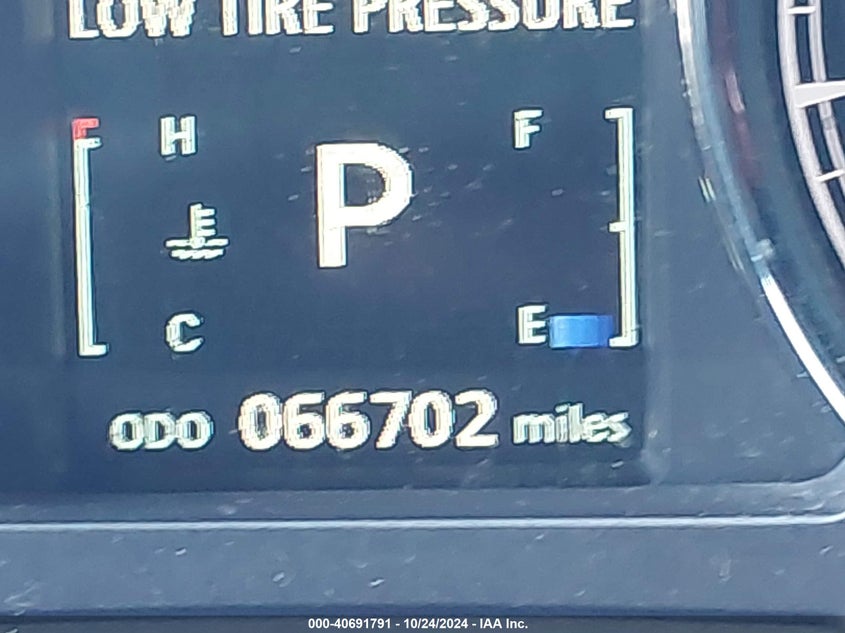 LOW TIRE PRESSURE
H
P
F
E
C
E
ODO 066702 miles
000-40691791 - 10/24/2024 - IAA Inc.